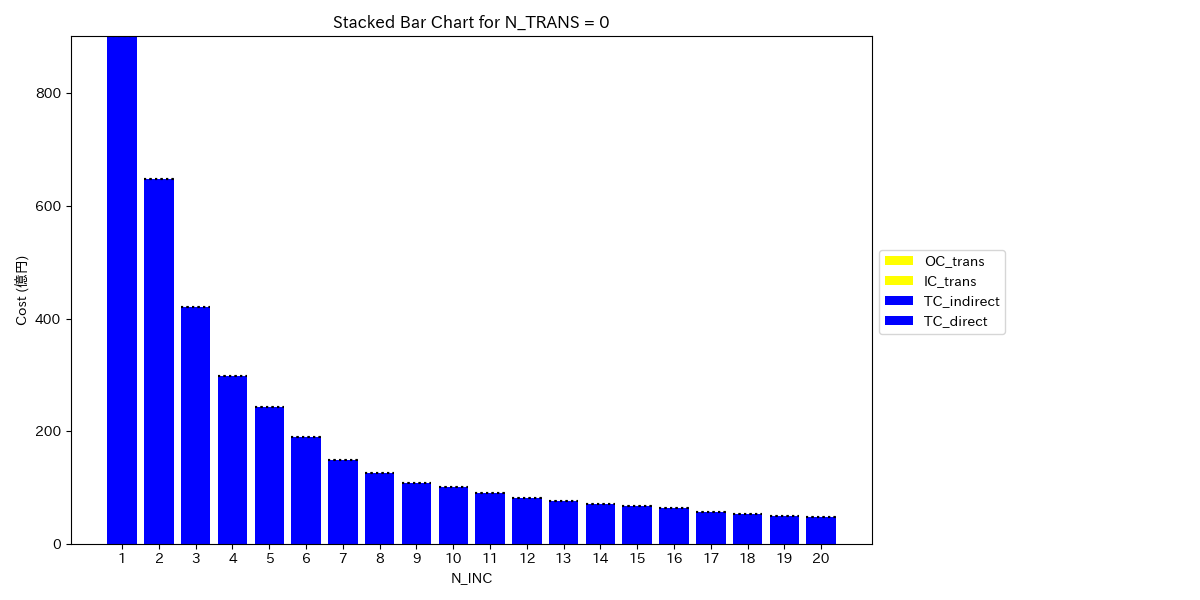 Stacked Bar Chart for N_TRANS = 0
Cost (億円)
800
600
400
200
0
1 2 3 4 5 6 7 8 9 10 11 12 13 14 15 16 17 18 19 20
N_INC
OC_trans
IC_trans
TC_indirect
TC_direct